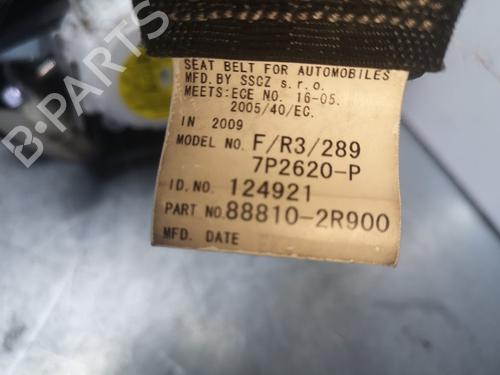 SEAT BELT FOR AUTOMOBILES
MFD. BY SSCZ s.r.o.
MEETS:ECE NO. 16-05.
2005/40/EC.
IN 2009
MODEL NO. F/R3/289
7P2620-P
ID.NO. 124921
PART NO.88810-2R900
MFD. DATE
B-PARTS